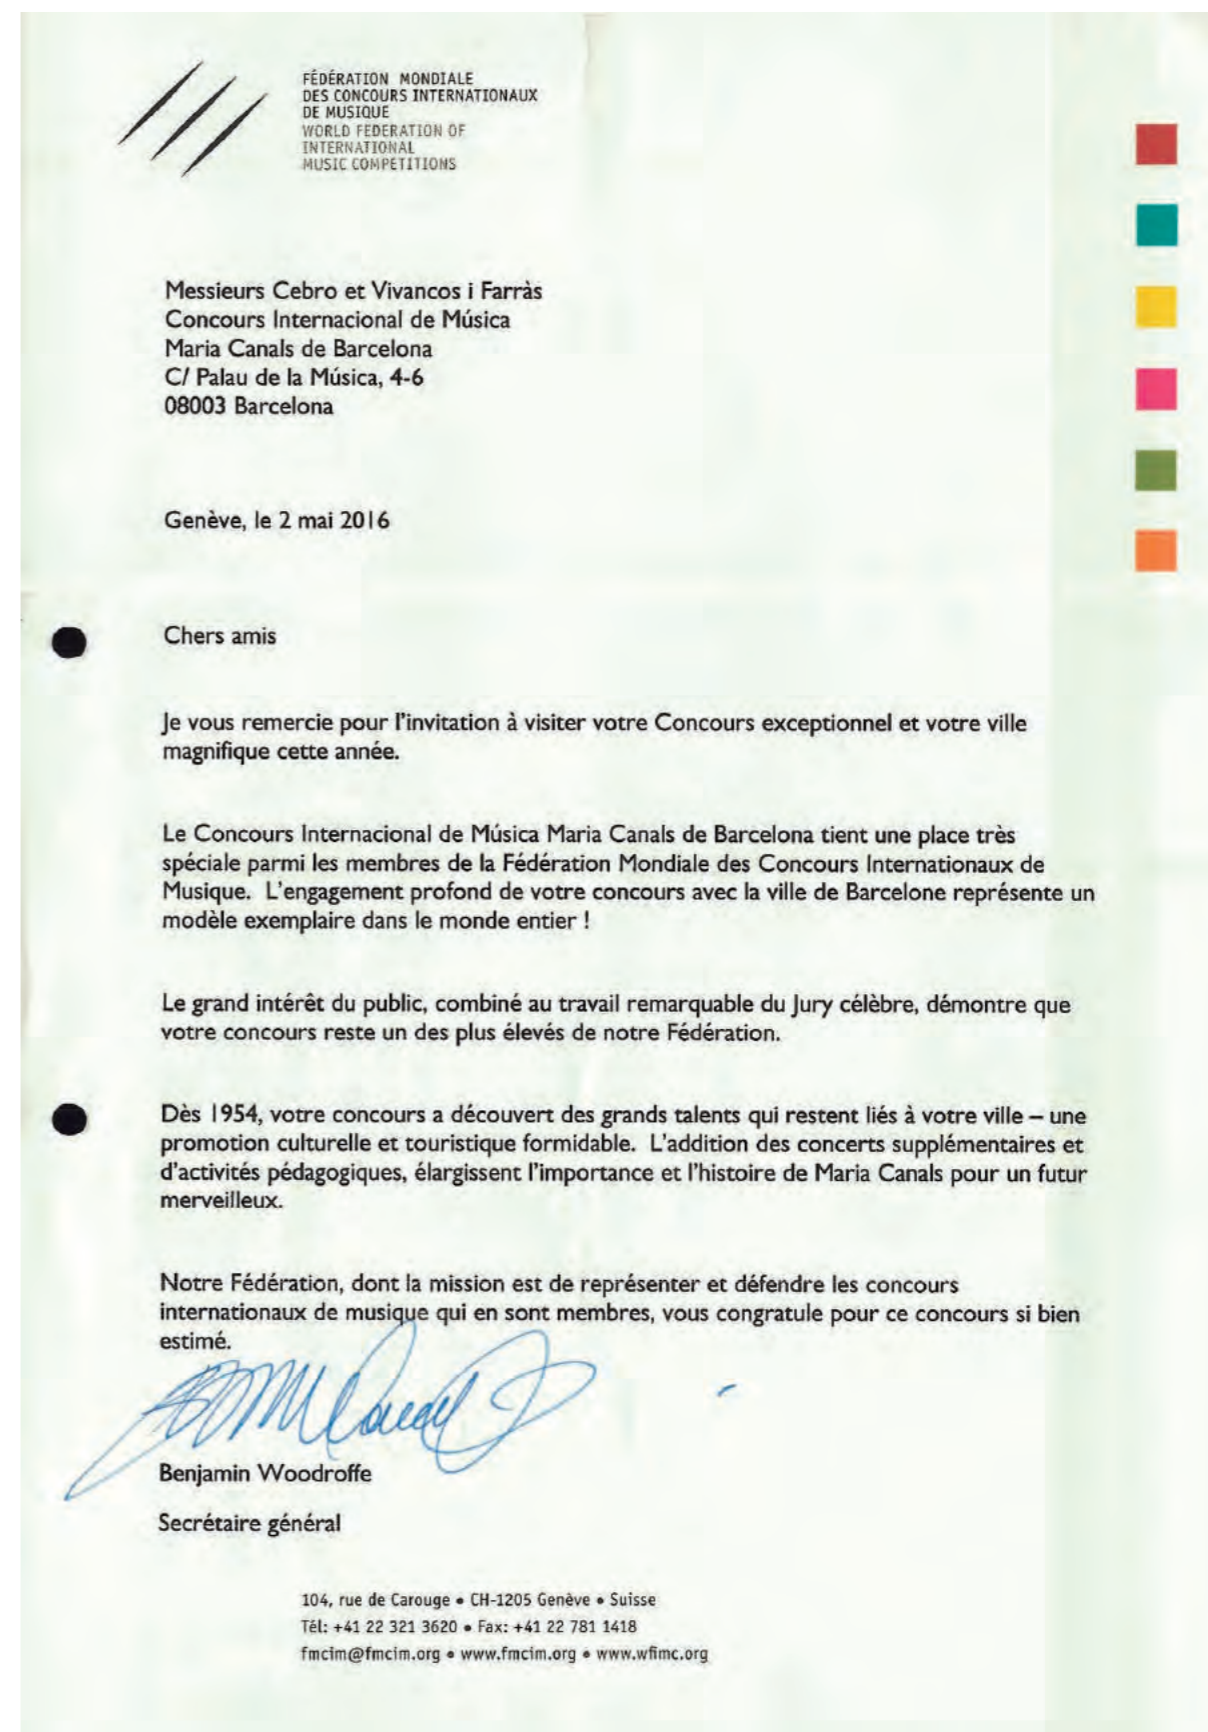 FÉDÉRATION MONDIALE
DES CONCOURS INTERNATIONAUX
DE MUSIQUE
WORLD FEDERATION OF
INTERNATIONAL
MUSIC COMPETITIONS
Messieurs Cebro et Vivancos i Farràs
Concours Internacional de Música
Maria Canals de Barcelona
C/ Palau de la Música, 4-6
08003 Barcelona
Genève, le 2 mai 2016
Chers amis
Je vous remercie pour l'invitation à visiter votre Concours exceptionnel et votre ville
magnifique cette année.
Le Concours Internacional de Música Maria Canals de Barcelona tient une place très
spéciale parmi les membres de la Fédération Mondiale des Concours Internationaux de
Musique. L'engagement profond de votre concours avec la ville de Barcelone représente un
modèle exemplaire dans le monde entier !
Le grand intérêt du public, combiné au travail remarquable du Jury célèbre, démontre que
votre concours reste un des plus élevés de notre Fédération.
Dès 1954, votre concours a découvert des grands talents qui restent liés à votre ville – une
promotion culturelle et touristique formidable. L'addition des concerts supplémentaires et
d'activités pédagogiques, élargissent l'importance et l'histoire de Maria Canals pour un futur
merveilleux.
Notre Fédération, dont la mission est de représenter et défendre les concours
internationaux de musique qui en sont membres, vous congratule pour ce concours si bien
estimé.
Benjamin Woodroffe
Secrétaire général
104, rue de Carouge • CH-1205 Genève • Suisse
Tél: +41 22 321 3620 • Fax: +41 22 781 1418
fmcim@fmcim.org • www.fmcim.org • www.wfimc.org